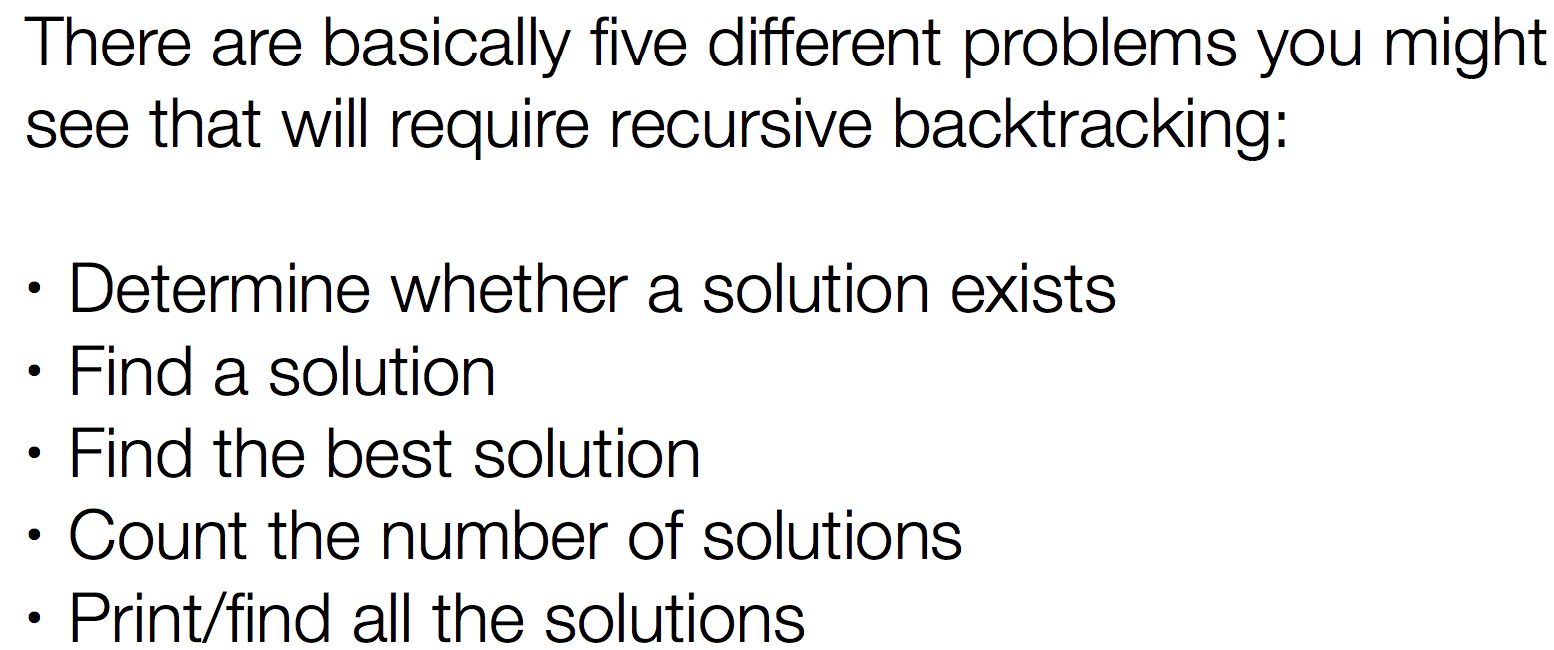 There are basically five different problems you might
see that will require recursive backtracking:
• Determine whether a solution exists
• Find a solution
• Find the best solution
• Count the number of solutions
• Print/find all the solutions